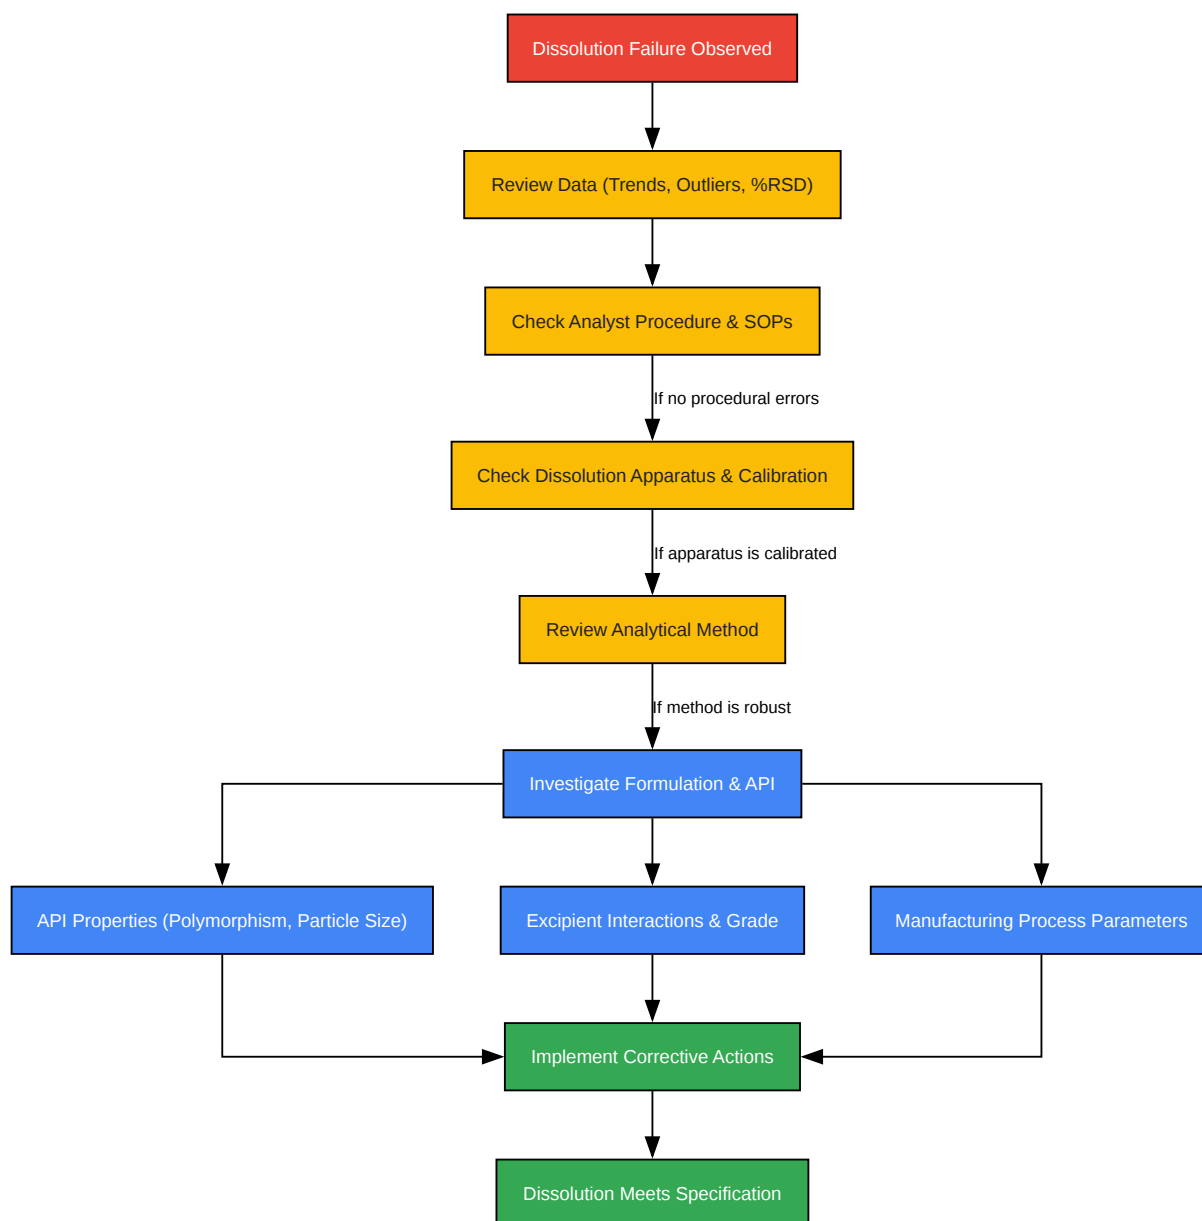 Dissolution Failure Observed
Review Data (Trends, Outliers, %RSD)
Check Analyst Procedure & SOPs
If no procedural errors
Check Dissolution Apparatus & Calibration
If apparatus is calibrated
Review Analytical Method
If method is robust
Investigate Formulation & API
API Properties (Polymorphism, Particle Size)
Excipient Interactions & Grade
Manufacturing Process Parameters
Implement Corrective Actions
Dissolution Meets Specification